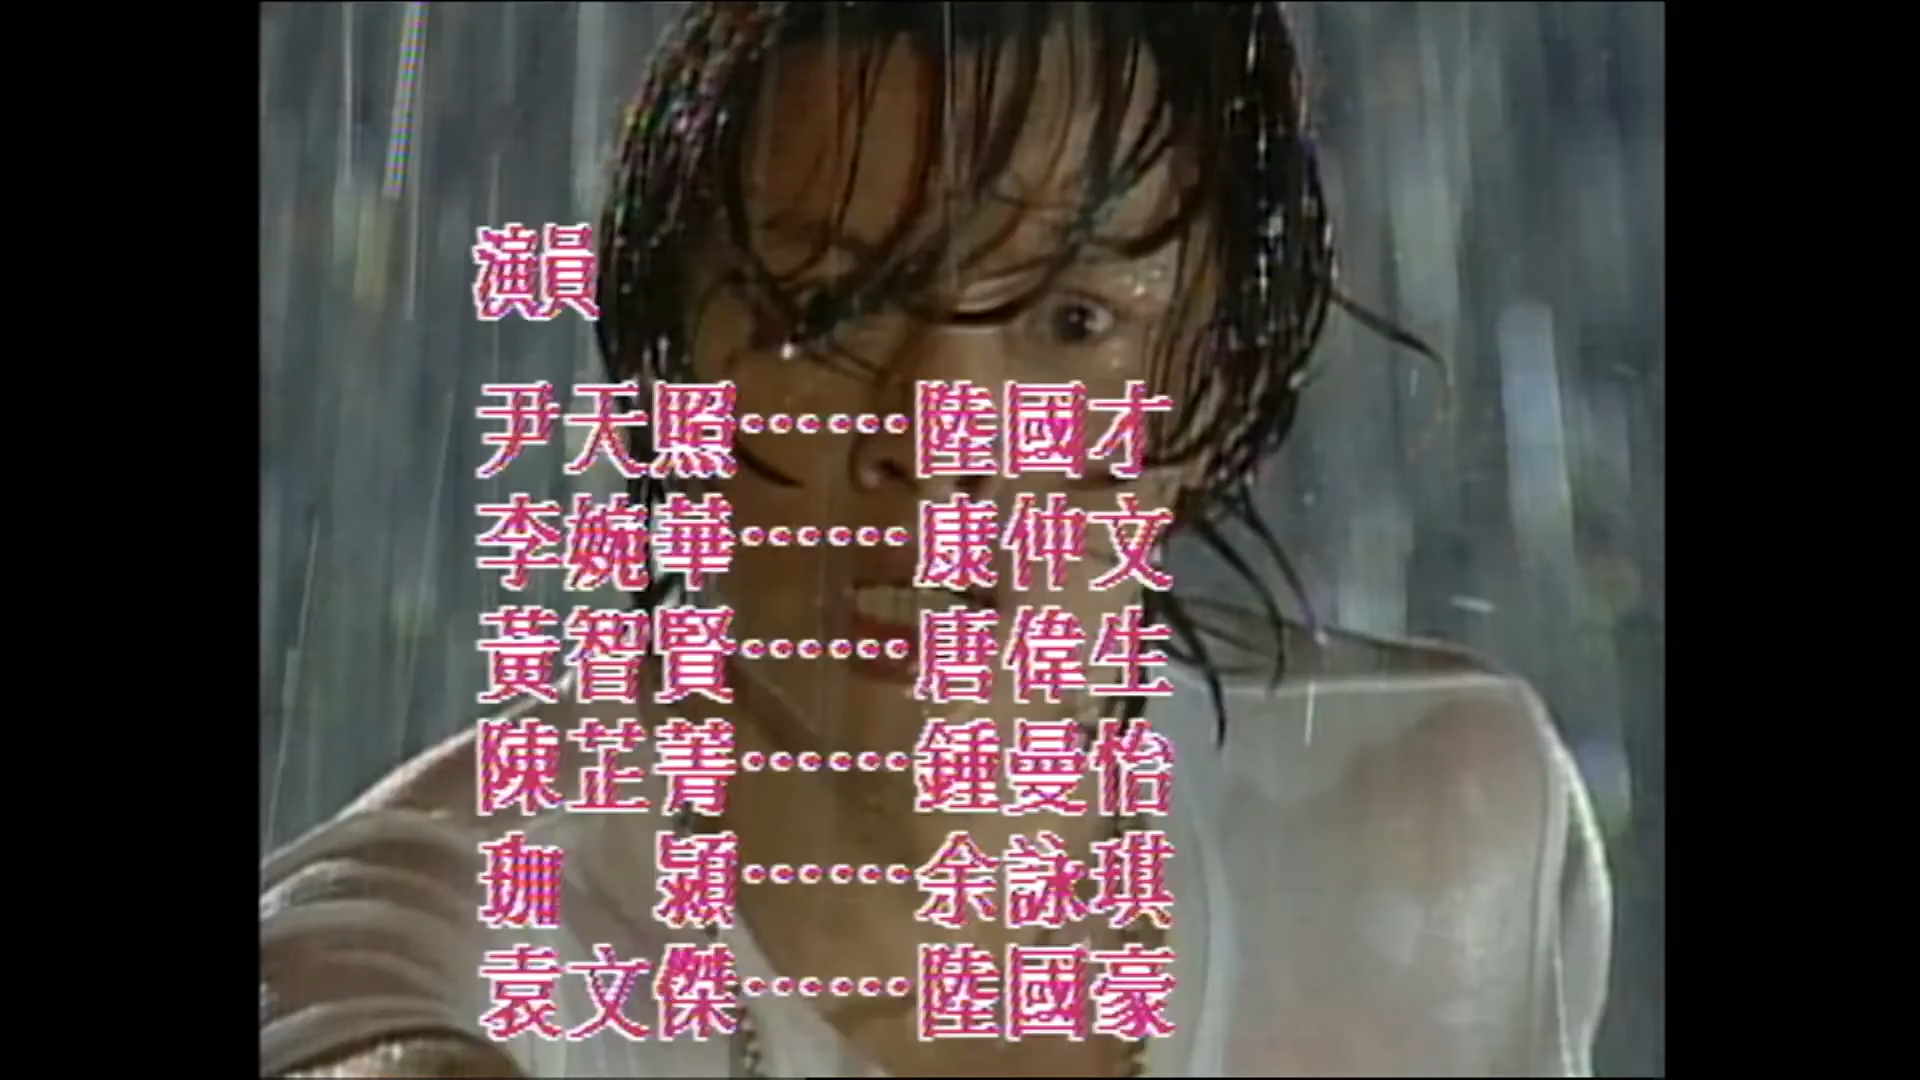 演員
尹天照……陸國才
李婉華……康仲文
黃智賢……唐偉生
陳芷菁……鍾曼怡
珈　穎……余詠琪
袁文傑……陸國豪